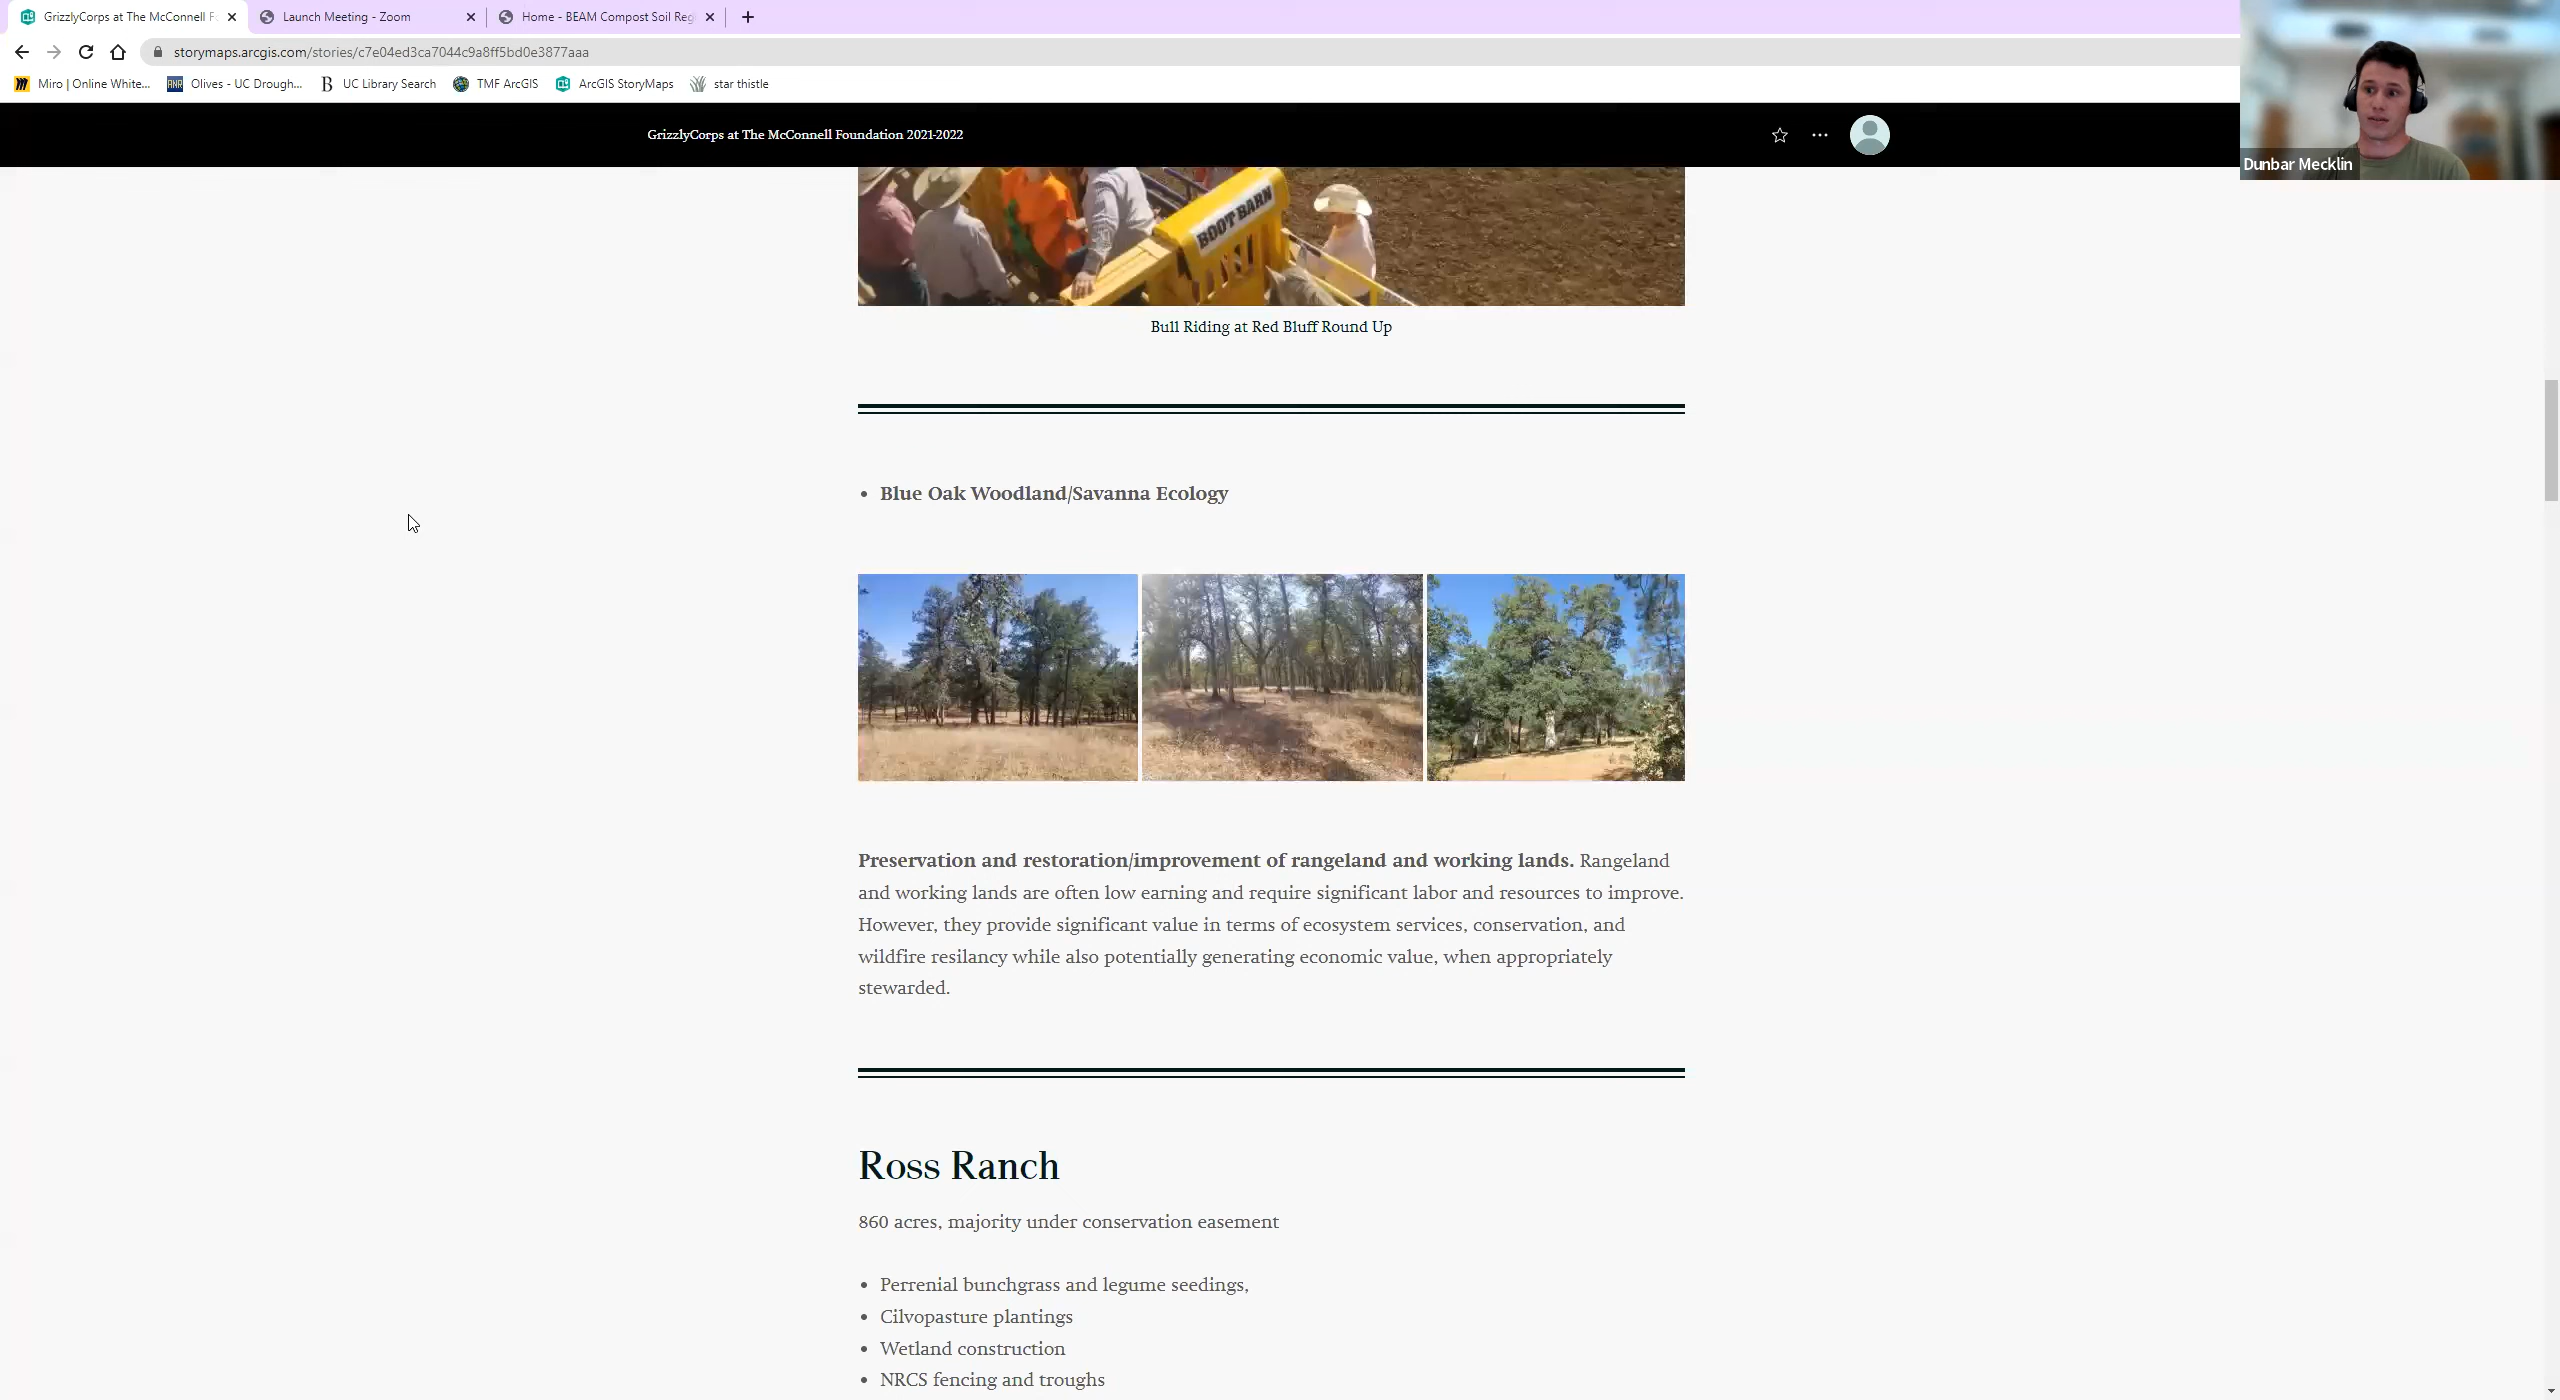 GrizzlyCorps at The McConnell F
Launch Meeting - Zoom
Home - BEAM Compost Soil Reg
storymaps.arcgis.com/stories/c7e04ed3ca7044c9a8ff5bd0e3877aaa
Miro | Online White...
Olives - UC Drough...
UC Library Search
TMF ArcGIS
ArcGIS StoryMaps
star thistle
GrizzlyCorps at The McConnell Foundation 2021-2022
Dunbar Mecklin
BOOT BARN
Bull Riding at Red Bluff Round Up
• Blue Oak Woodland/Savanna Ecology
Preservation and restoration/improvement of rangeland and working lands. Rangeland
and working lands are often low earning and require significant labor and resources to improve.
However, they provide significant value in terms of ecosystem services, conservation, and
wildfire resilancy while also potentially generating economic value, when appropriately
stewarded.
Ross Ranch
860 acres, majority under conservation easement
• Perrenial bunchgrass and legume seedings,
• Cilvopasture plantings
• Wetland construction
• NRCS fencing and troughs